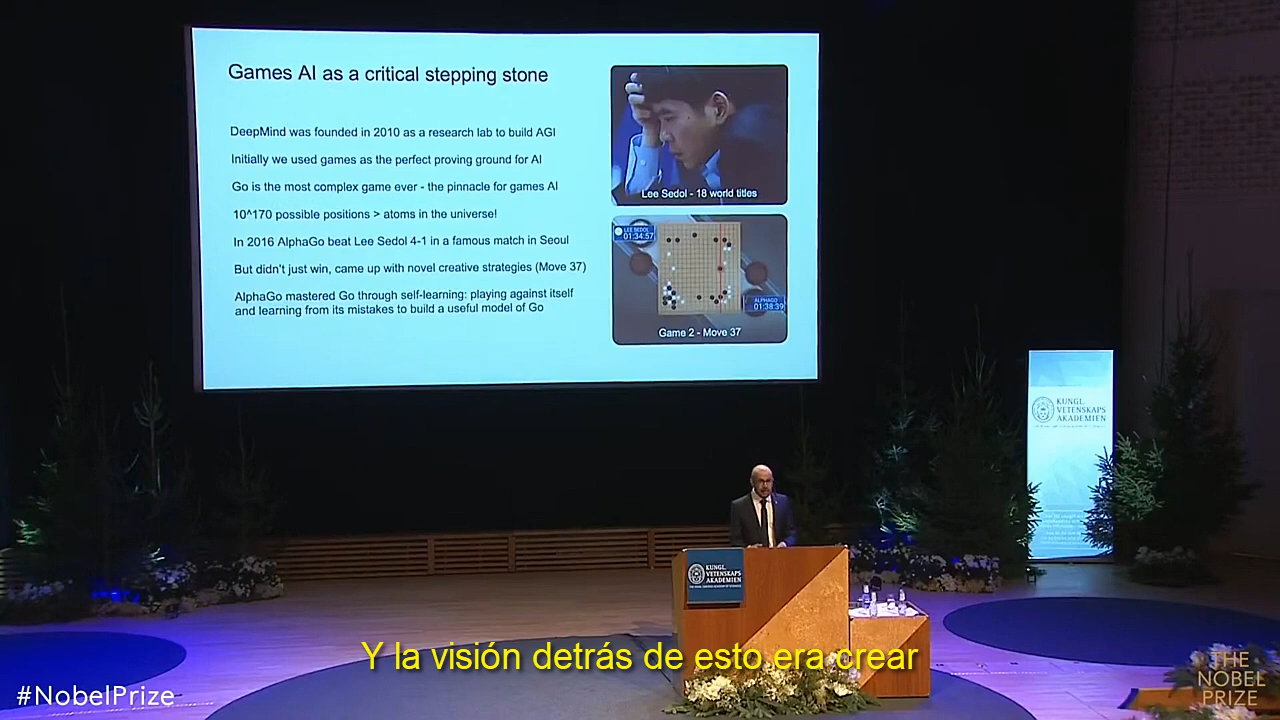 Games AI as a critical stepping stone
DeepMind was founded in 2010 as a research lab to build AGI
Initially we used games as the perfect proving ground for AI
Go is the most complex game ever - the pinnacle for games AI
10^170 possible positions > atoms in the universe!
In 2016 AlphaGo beat Lee Sedol 4-1 in a famous match in Seoul
But didn't just win, came up with novel creative strategies (Move 37)
AlphaGo mastered Go through self-learning: playing against itself
and learning from its mistakes to build a useful model of Go
Lee Sedol - 18 world titles
LEE SEDOL
01:34:57
ALPHAGO
01:38:39
Game 2 - Move 37
KUNGL.
VETENSKAPS
AKADEMIEN
KUNGL.
VETENSKAPS
AKADEMIEN
Y la visión detrás de esto era crear
#NobelPrize
THE
NOBEL
PRIZE